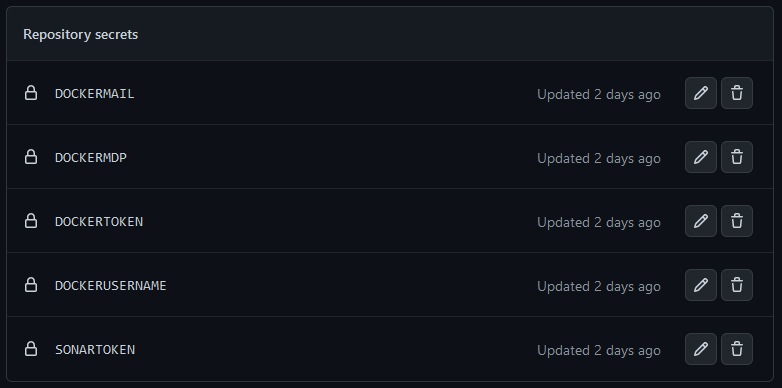 Repository secrets
DOCKERMAIL Updated 2 days ago
DOCKERMDP Updated 2 days ago
DOCKERTOKEN Updated 2 days ago
DOCKERUSERNAME Updated 2 days ago
SONARTOKEN Updated 2 days ago